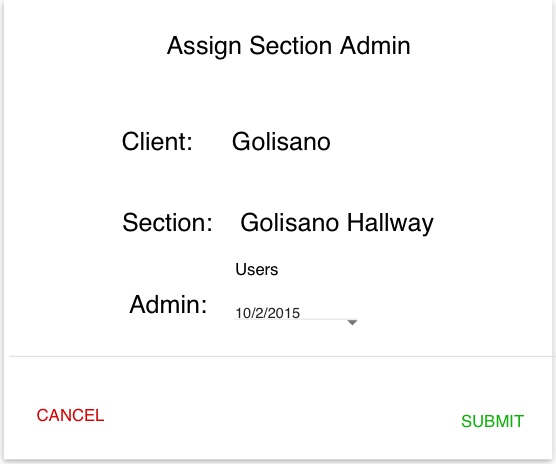 Assign Section Admin
Client: Golisano
Section: Golisano Hallway
Users
Admin: 10/2/2015
CANCEL
SUBMIT